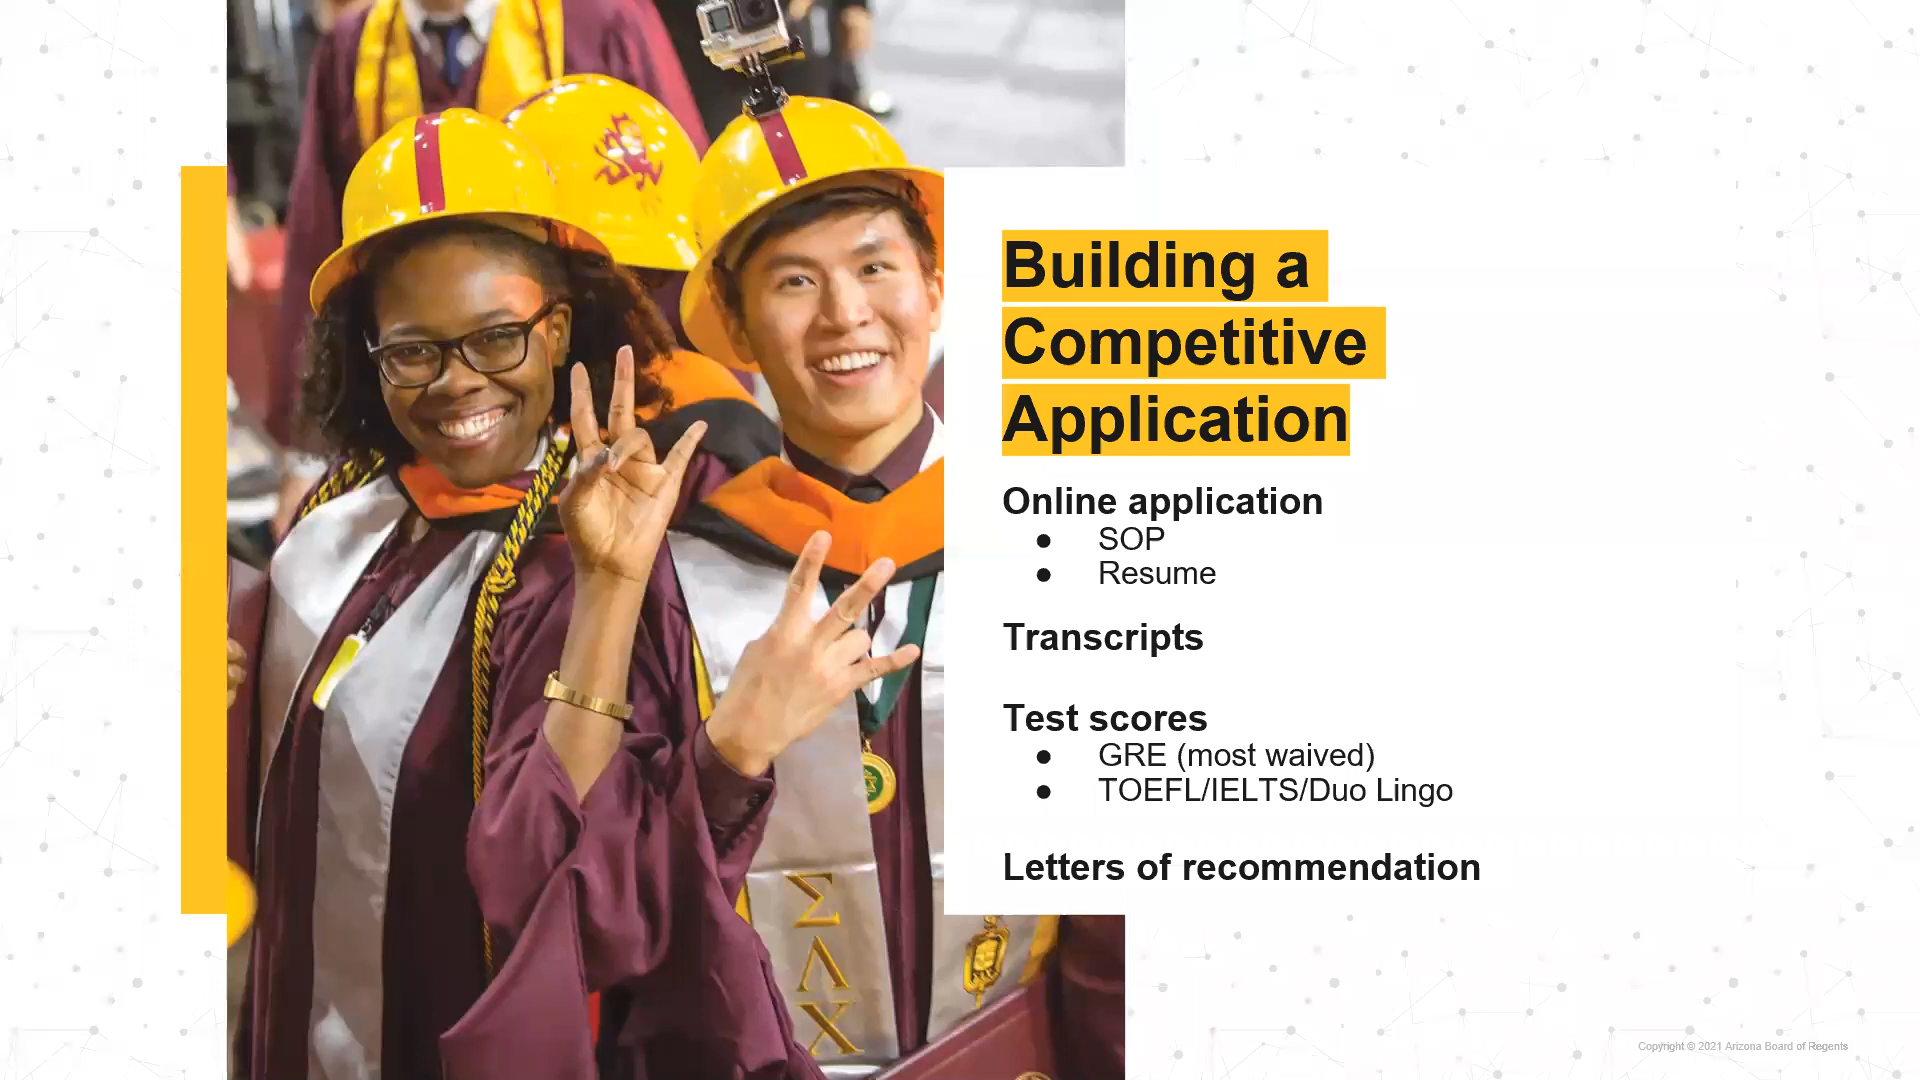 Building a
Competitive
Application
Online application
● SOP
● Resume
Transcripts
Test scores
● GRE (most waived)
● TOEFL/IELTS/Duo Lingo
Letters of recommendation
Σ
Λ
Χ
Copyright © 2021 Arizona Board of Regents